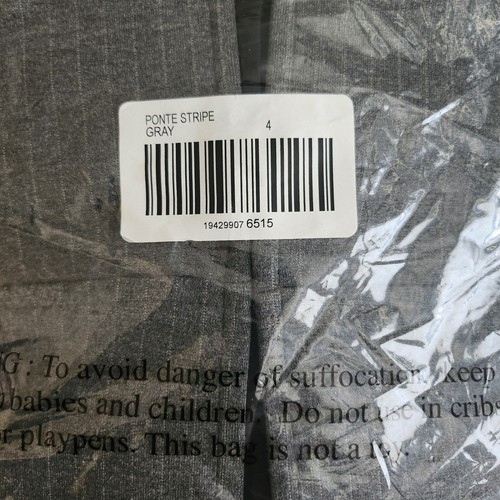 PONTE STRIPE
GRAY 4
19429907 6515
G: To avoid danger of suffocation, keep
babies and children. Do not use in cribs
r playpens. This bag is not a toy.